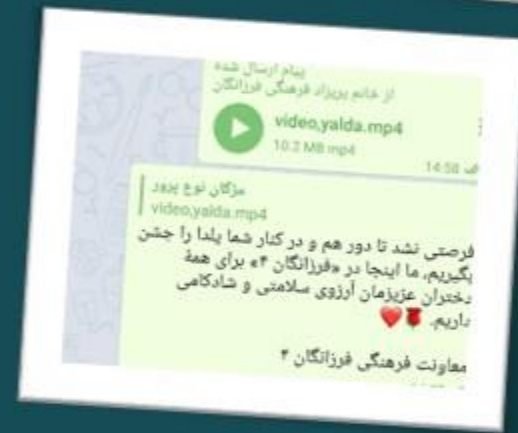 پیام ارسال شده
از خانم پریزاد فرهنگی فرزانگان
video,yalda.mp4
10.2 MB mp4
14:58
مژگان نوع پرور
video,yalda.mp4
فرصتی نشد تا دور هم و در کنار شما یلدا را جشن
بگیریم، ما اینجا در «فرزانگان ۴» برای همهٔ
دختران عزیزمان آرزوی سلامتی و شادکامی
داریم. 🌹❤️
معاونت فرهنگی فرزانگان ۴